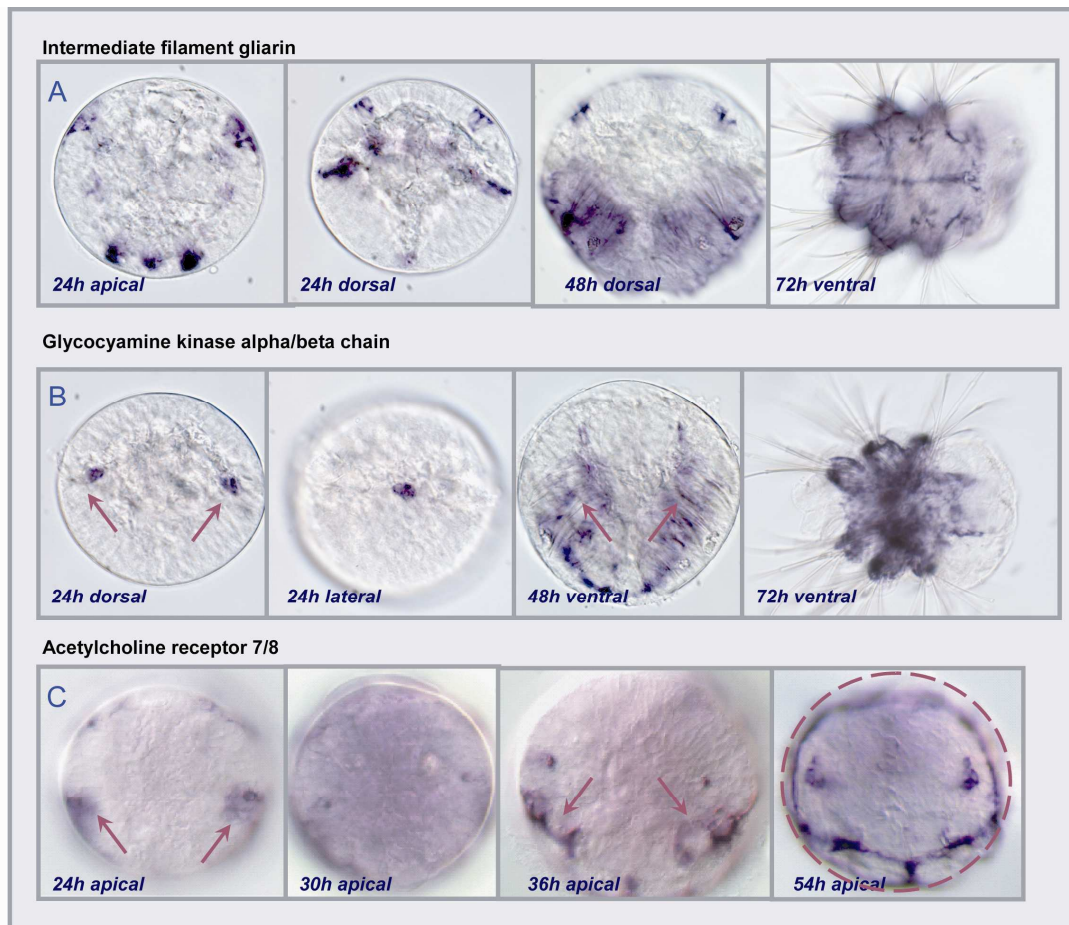 Intermediate filament gliarin
A
24h apical
24h dorsal
48h dorsal
72h ventral
Glycocyamine kinase alpha/beta chain
B
24h dorsal
24h lateral
48h ventral
72h ventral
Acetylcholine receptor 7/8
C
24h apical
30h apical
36h apical
54h apical